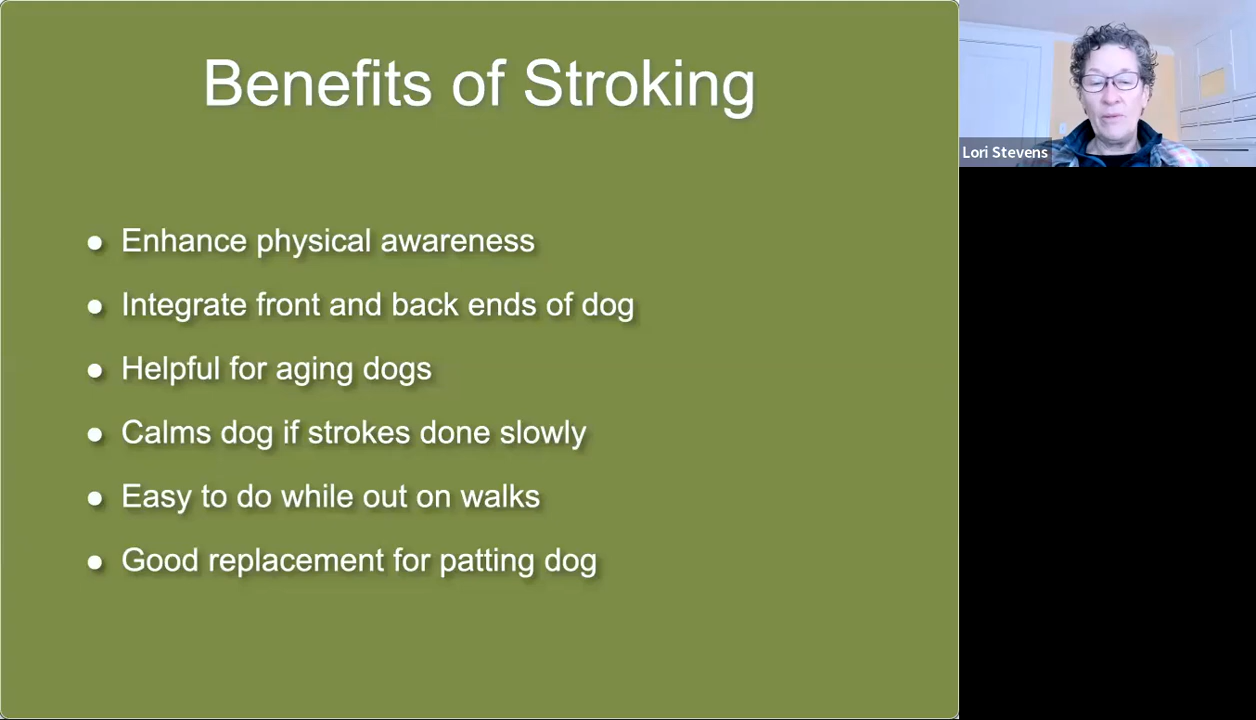 Benefits of Stroking
Lori Stevens
● Enhance physical awareness
● Integrate front and back ends of dog
● Helpful for aging dogs
● Calms dog if strokes done slowly
● Easy to do while out on walks
● Good replacement for patting dog